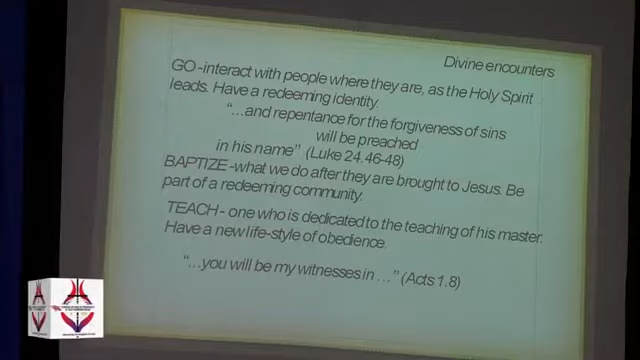 Divine encounters
GO -interact with people where they are, as the Holy Spirit
leads. Have a redeeming identity.
“...and repentance for the forgiveness of sins
will be preached
in his name” (Luke 24.46-48)
BAPTIZE -what we do after they are brought to Jesus. Be
part of a redeeming community.
TEACH - one who is dedicated to the teaching of his master.
Have a new life-style of obedience.
“...you will be my witnesses in ...” (Acts 1.8)